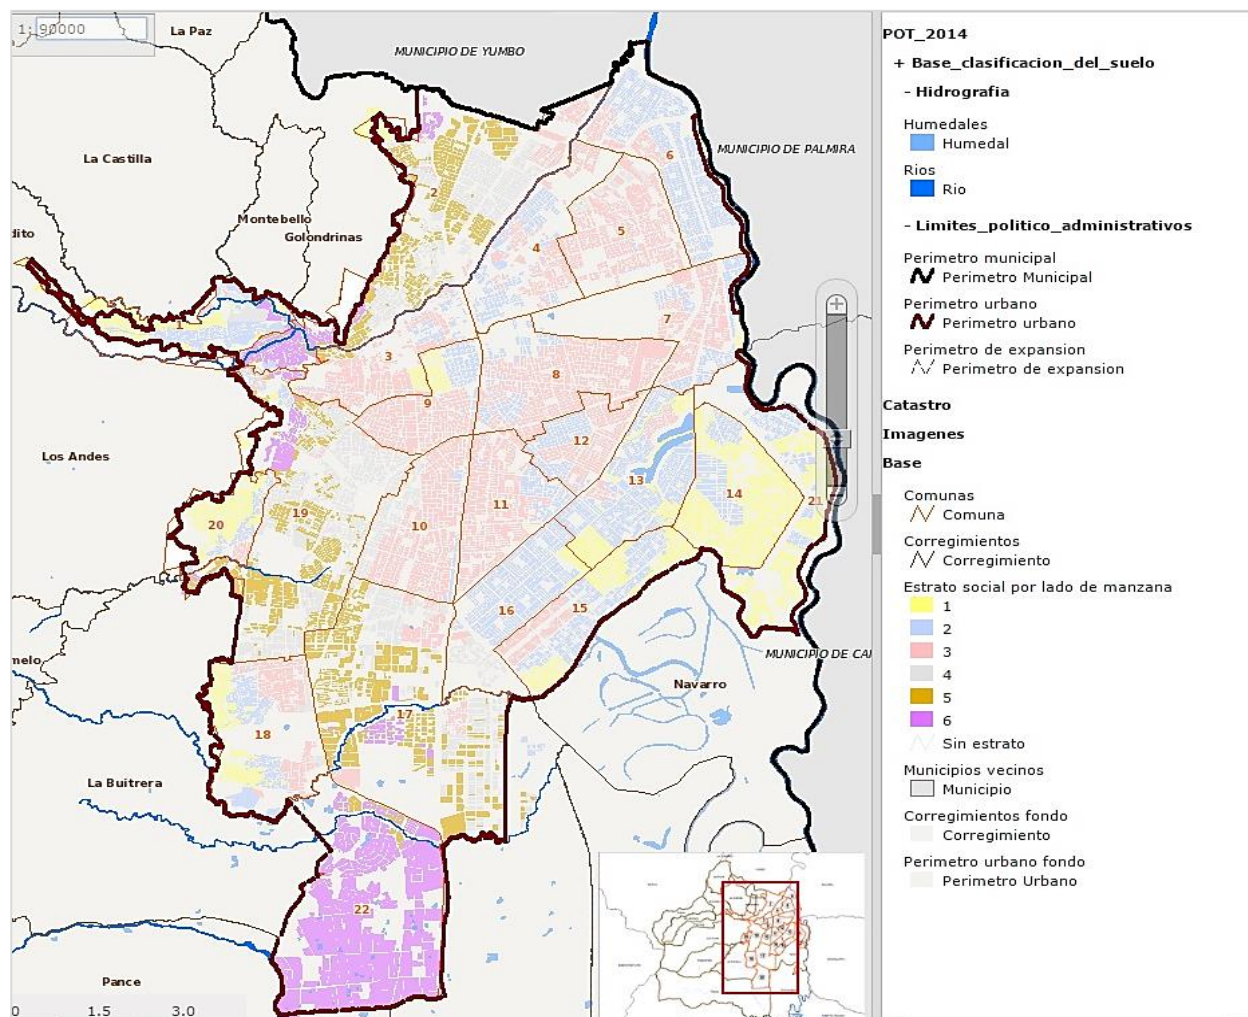 1: 90000
La Paz
MUNICIPIO DE YUMBO
La Castilla
MUNICIPIO DE PALMIRA
6
2
Montebello
5
dito
Golondrinas
4
1
7
3
8
9
12
Los Andes
13
14
11
21
19
20
10
16
15
melo
MUNICIPIO DE CAI
Navarro
17
18
La Buitrera
22
Pance
0 1.5 3.0
POT_2014
+ Base_clasificacion_del_suelo
- Hidrografia
Humedales
Humedal
Rios
Rio
- Limites_politico_administrativos
Perimetro municipal
Perimetro Municipal
Perimetro urbano
Perimetro urbano
Perimetro de expansion
Perimetro de expansion
Catastro
Imagenes
Base
Comunas
Comuna
Corregimientos
Corregimiento
Estrato social por lado de manzana
1
2
3
4
5
6
Sin estrato
Municipios vecinos
Municipio
Corregimientos fondo
Corregimiento
Perimetro urbano fondo
Perimetro Urbano